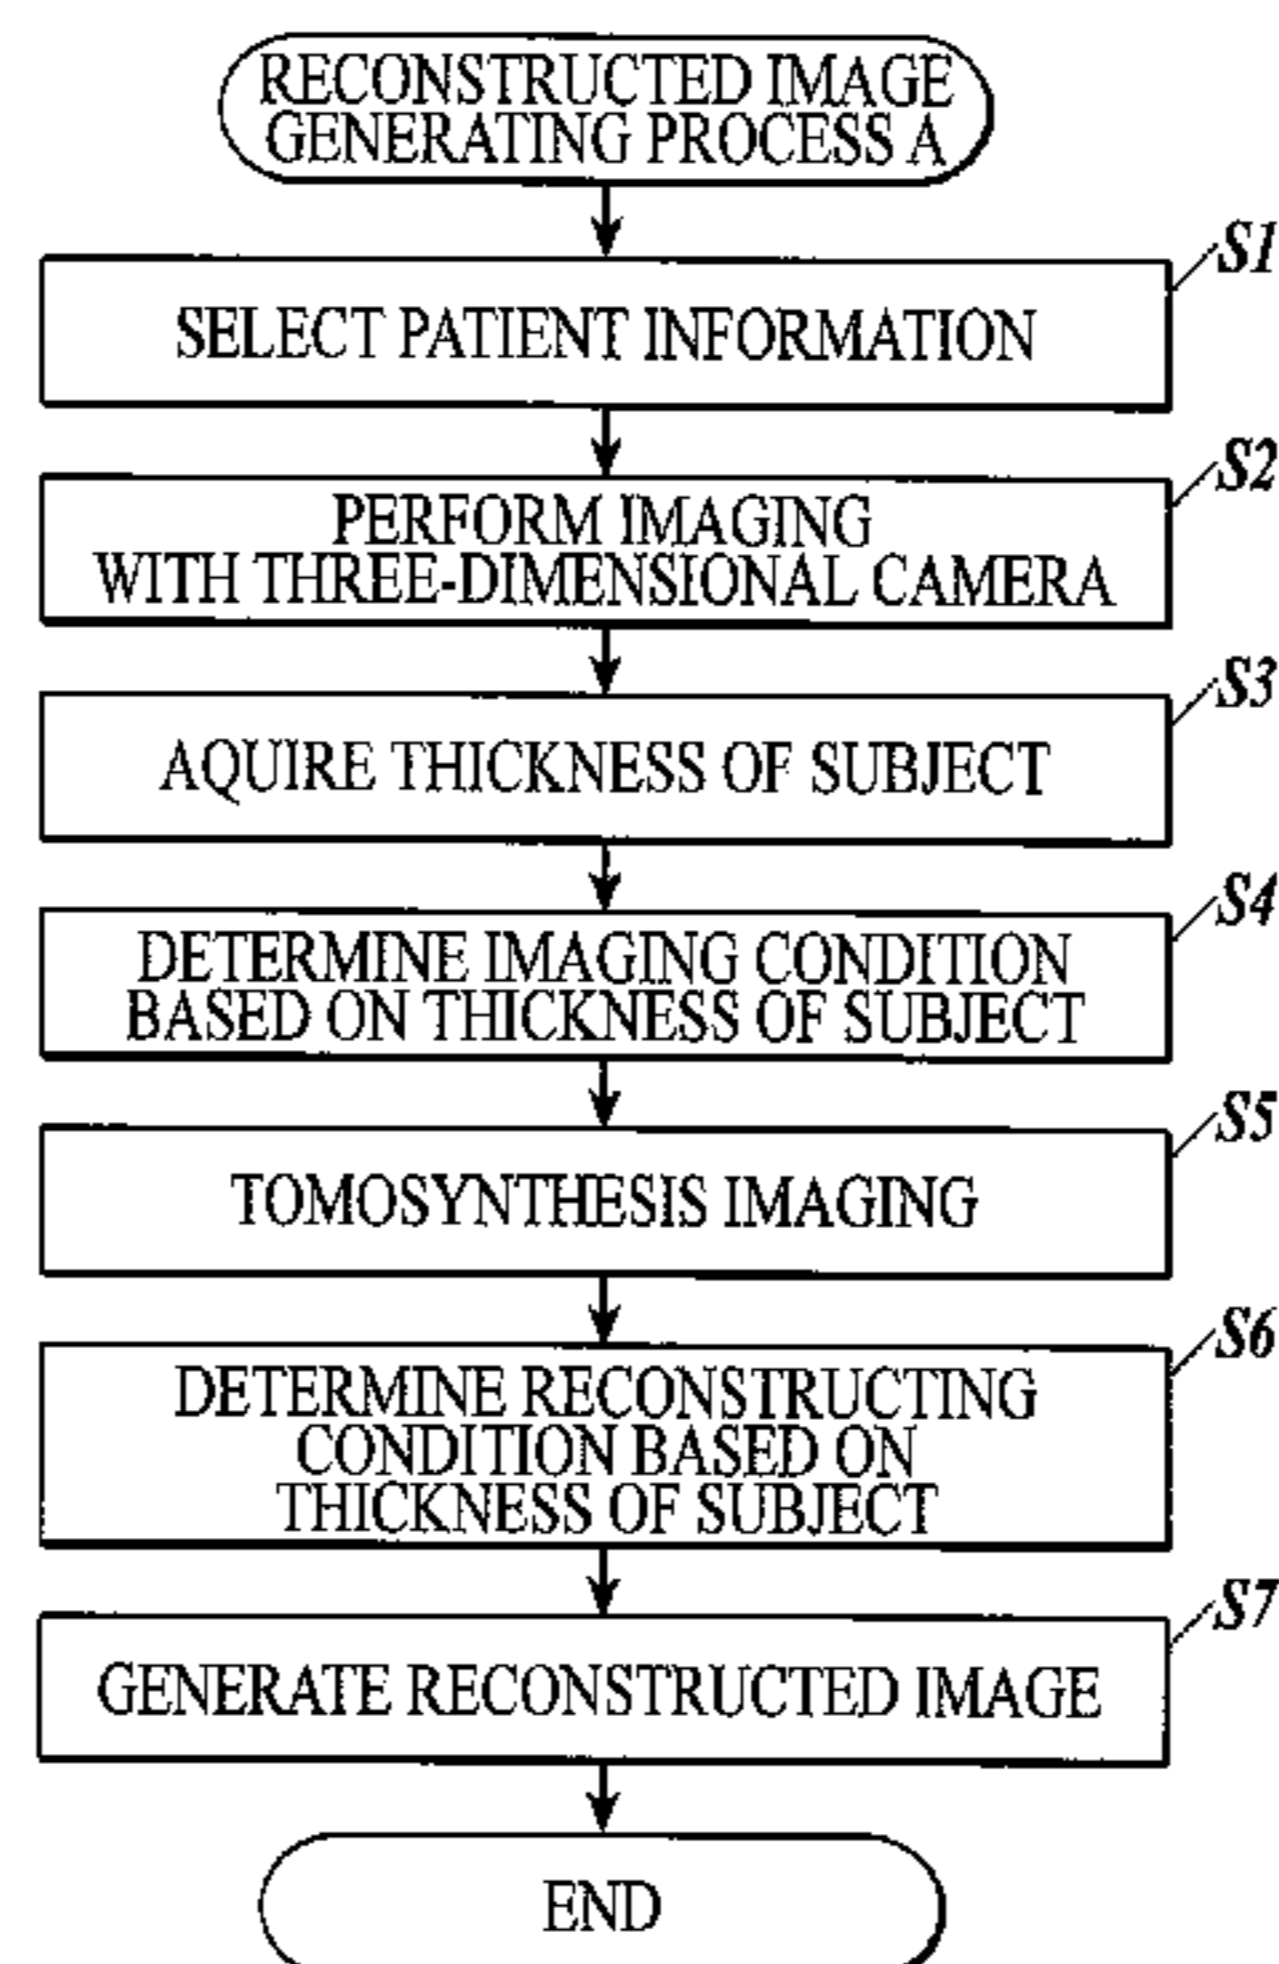 RECONSTRUCTED IMAGE
GENERATING PROCESS A
S1
SELECT PATIENT INFORMATION
S2
PERFORM IMAGING
WITH THREE-DIMENSIONAL CAMERA
S3
AQUIRE THICKNESS OF SUBJECT
S4
DETERMINE IMAGING CONDITION
BASED ON THICKNESS OF SUBJECT
S5
TOMOSYNTHESIS IMAGING
S6
DETERMINE RECONSTRUCTING
CONDITION BASED ON
THICKNESS OF SUBJECT
S7
GENERATE RECONSTRUCTED IMAGE
END